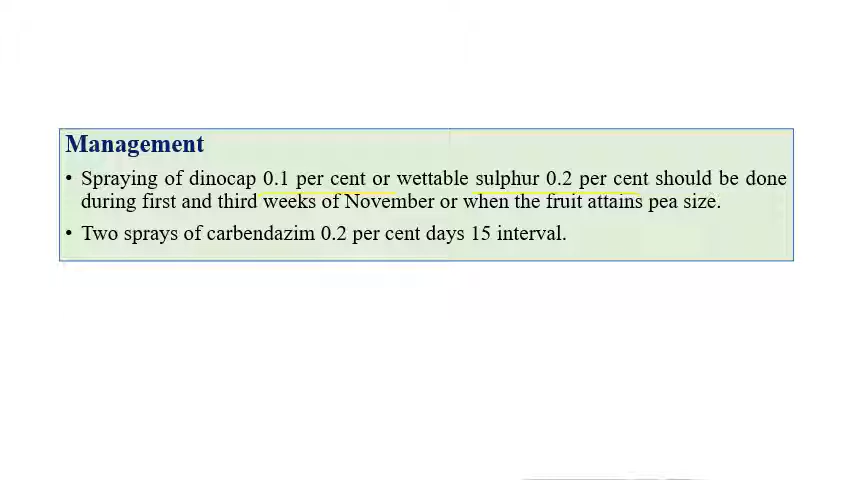 Management
• Spraying of dinocap 0.1 per cent or wettable sulphur 0.2 per cent should be done
during first and third weeks of November or when the fruit attains pea size.
• Two sprays of carbendazim 0.2 per cent days 15 interval.